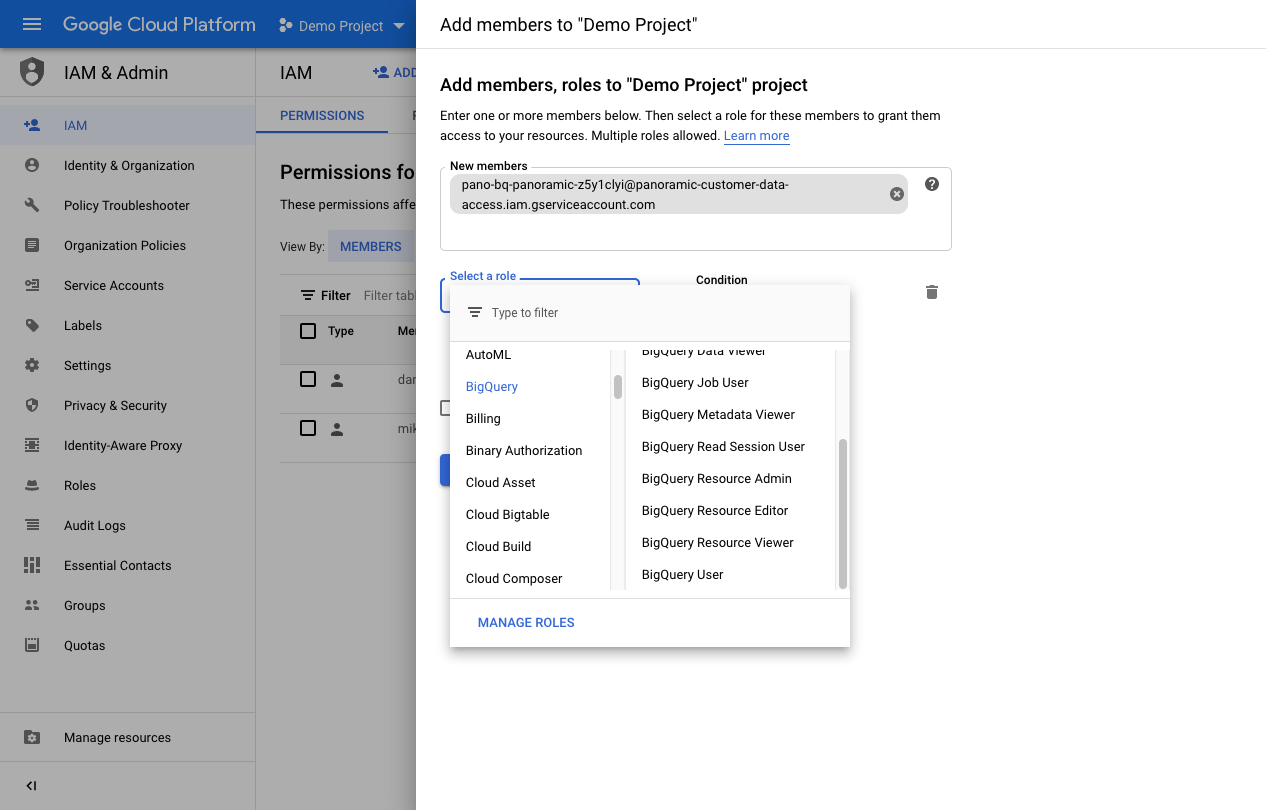 Google Cloud Platform
Demo Project
IAM & Admin
IAM
Identity & Organization
Policy Troubleshooter
Organization Policies
Service Accounts
Labels
Settings
Privacy & Security
Identity-Aware Proxy
Roles
Audit Logs
Essential Contacts
Groups
Quotas
Manage resources
IAM
ADD
PERMISSIONS
Permissions fo
These permissions affe
View By:
MEMBERS
Filter
Filter tabl
Type
Me
dar
mik
Add members to "Demo Project"
Add members, roles to "Demo Project" project
Enter one or more members below. Then select a role for these members to grant them
access to your resources. Multiple roles allowed. Learn more
New members
pano-bq-panoramic-z5y1clyi@panoramic-customer-data-
access.iam.gserviceaccount.com
Select a role
Condition
Type to filter
AutoML
BigQuery
Billing
Binary Authorization
Cloud Asset
Cloud Bigtable
Cloud Build
Cloud Composer
BigQuery Data Viewer
BigQuery Job User
BigQuery Metadata Viewer
BigQuery Read Session User
BigQuery Resource Admin
BigQuery Resource Editor
BigQuery Resource Viewer
BigQuery User
MANAGE ROLES